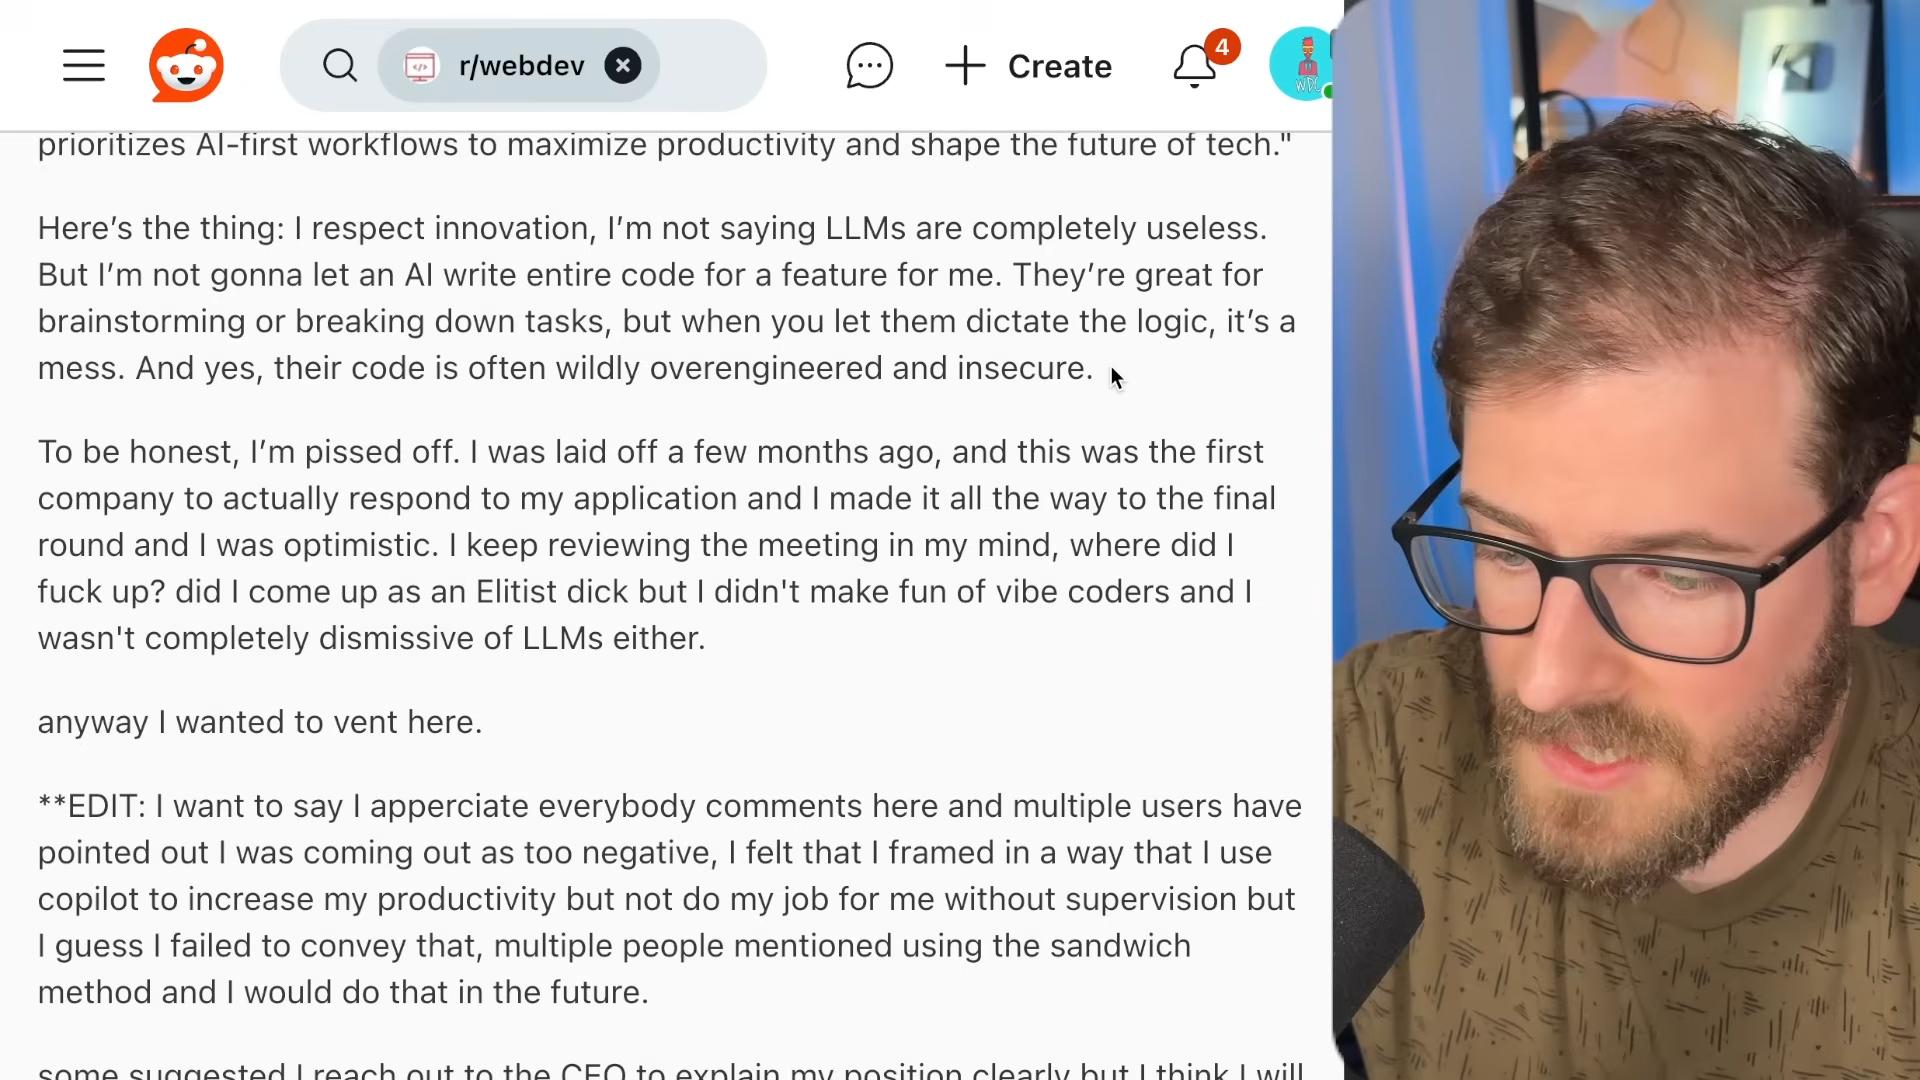 r/webdev
Create
4
WDC
prioritizes AI-first workflows to maximize productivity and shape the future of tech."
Here’s the thing: I respect innovation, I’m not saying LLMs are completely useless.
But I’m not gonna let an AI write entire code for a feature for me. They’re great for
brainstorming or breaking down tasks, but when you let them dictate the logic, it’s a
mess. And yes, their code is often wildly overengineered and insecure.
To be honest, I’m pissed off. I was laid off a few months ago, and this was the first
company to actually respond to my application and I made it all the way to the final
round and I was optimistic. I keep reviewing the meeting in my mind, where did I
fuck up? did I come up as an Elitist dick but I didn't make fun of vibe coders and I
wasn't completely dismissive of LLMs either.
anyway I wanted to vent here.
**EDIT: I want to say I apperciate everybody comments here and multiple users have
pointed out I was coming out as too negative, I felt that I framed in a way that I use
copilot to increase my productivity but not do my job for me without supervision but
I guess I failed to convey that, multiple people mentioned using the sandwich
method and I would do that in the future.
some suggested I reach out to the CEO to explain my position clearly but I think I will